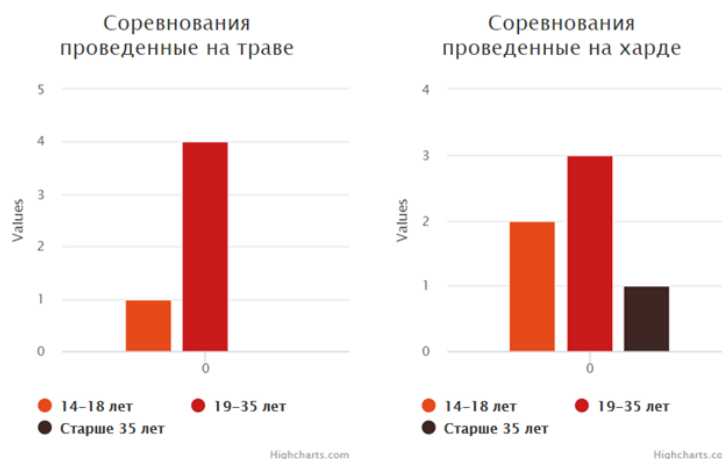 Соревнования
проведенные на траве
5
4
3
2
1
0
Values
0
14–18 лет
19–35 лет
Старше 35 лет
Highcharts.com
Соревнования
проведенные на харде
4
3
2
1
0
Values
0
14–18 лет
19–35 лет
Старше 35 лет
Highcharts.co